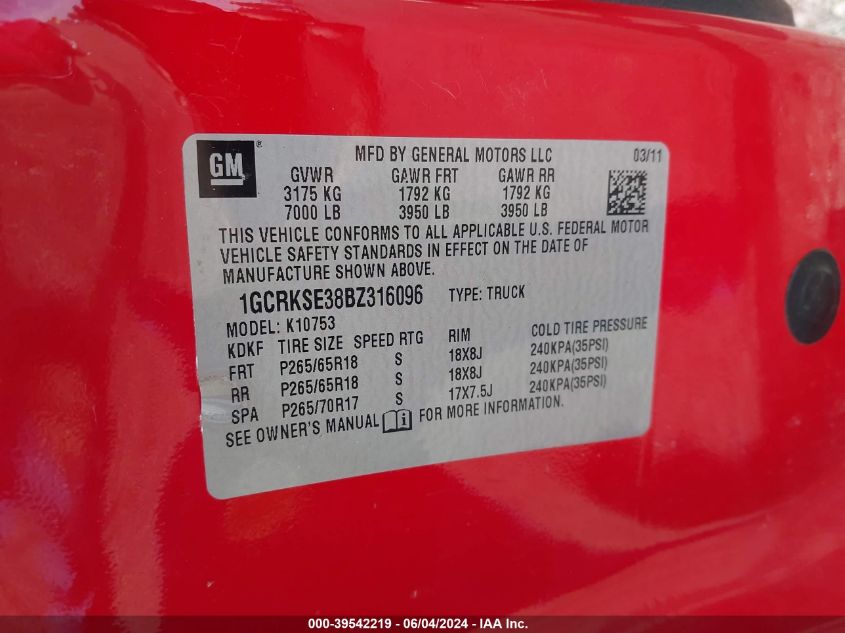 GM ®
MFD BY GENERAL MOTORS LLC 03/11
GVWR GAWR FRT GAWR RR
3175 KG 1792 KG 1792 KG
7000 LB 3950 LB 3950 LB
THIS VEHICLE CONFORMS TO ALL APPLICABLE U.S. FEDERAL MOTOR
VEHICLE SAFETY STANDARDS IN EFFECT ON THE DATE OF
MANUFACTURE SHOWN ABOVE.
1GCRKSE38BZ316096 TYPE: TRUCK
MODEL: K10753
KDKF TIRE SIZE SPEED RTG RIM COLD TIRE PRESSURE
FRT P265/65R18 S 18X8J 240KPA(35PSI)
RR P265/65R18 S 18X8J 240KPA(35PSI)
SPA P265/70R17 S 17X7.5J 240KPA(35PSI)
SEE OWNER'S MANUAL i FOR MORE INFORMATION.
000-39542219 - 06/04/2024 - IAA Inc.